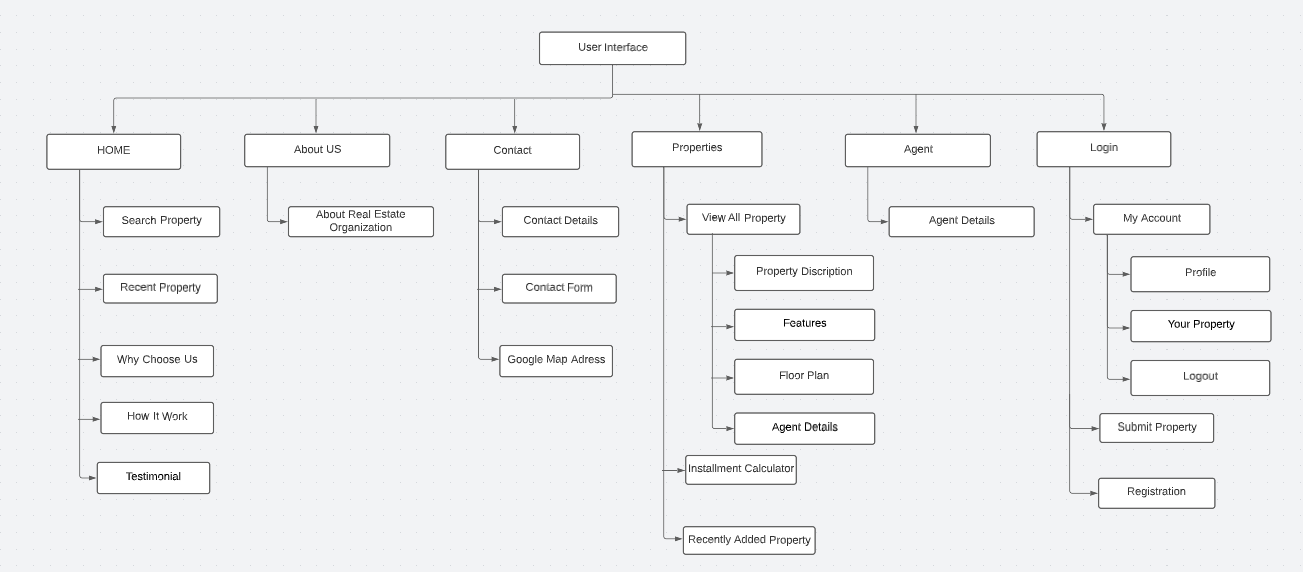 User Interface
HOME
About US
Contact
Properties
Agent
Login
Search Property
Recent Property
Why Choose Us
How It Work
Testimonial
About Real Estate
Organization
Contact Details
Contact Form
Google Map Adress
View All Property
Property Discription
Features
Floor Plan
Agent Details
Installment Calculator
Recently Added Property
Agent Details
My Account
Profile
Your Property
Logout
Submit Property
Registration